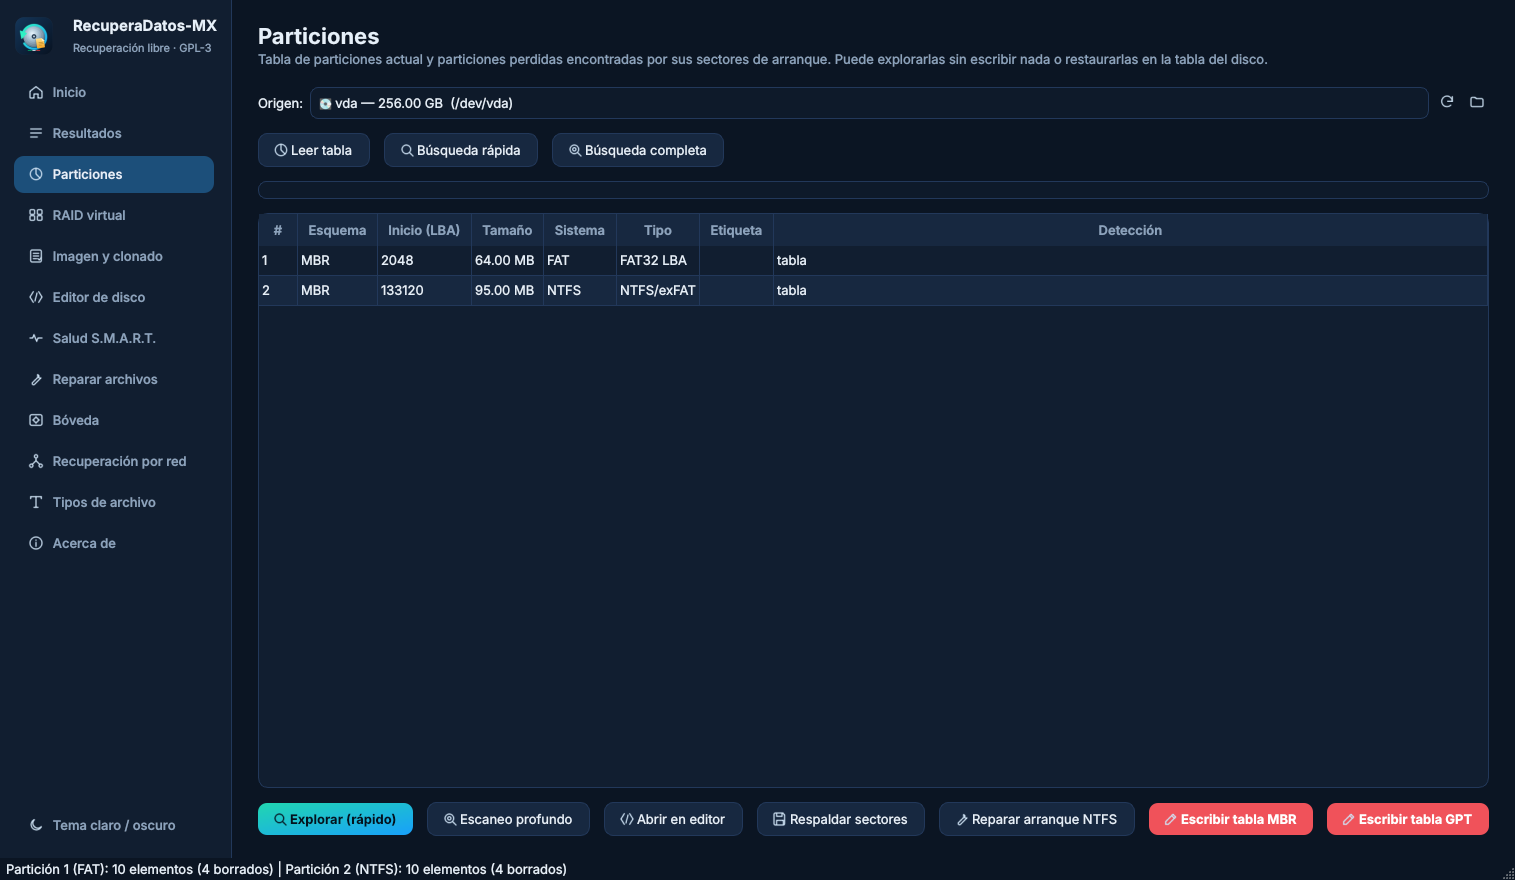 RecuperaDatos-MX
Recuperación libre · GPL-3
Inicio
Resultados
Particiones
RAID virtual
Imagen y clonado
Editor de disco
Salud S.M.A.R.T.
Reparar archivos
Bóveda
Recuperación por red
Tipos de archivo
Acerca de
Tema claro / oscuro
Particiones
Tabla de particiones actual y particiones perdidas encontradas por sus sectores de arranque. Puede explorarlas sin escribir nada o restaurarlas en la tabla del disco.
Origen: vda — 256.00 GB (/dev/vda)
Leer tabla Búsqueda rápida Búsqueda completa
# Esquema Inicio (LBA) Tamaño Sistema Tipo Etiqueta Detección
1 MBR 2048 64.00 MB FAT FAT32 LBA tabla
2 MBR 133120 95.00 MB NTFS NTFS/exFAT tabla
Explorar (rápido) Escaneo profundo Abrir en editor Respaldar sectores Reparar arranque NTFS Escribir tabla MBR Escribir tabla GPT
Partición 1 (FAT): 10 elementos (4 borrados) | Partición 2 (NTFS): 10 elementos (4 borrados)